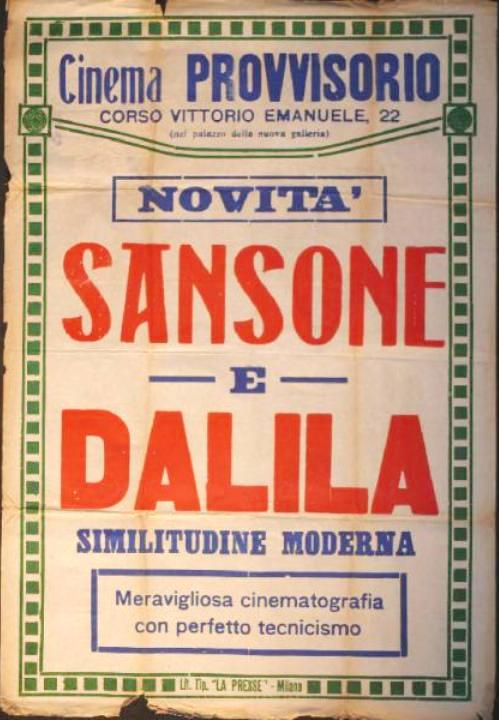 Cinema PROVVISORIO
CORSO VITTORIO EMANUELE, 22
(nel palazzo della nuova galleria)
NOVITA'
SANSONE
E
DALILA
SIMILITUDINE MODERNA
Meravigliosa cinematografia
con perfetto tecnicismo
Lit. Tip. "LA PRESSE" - Milano